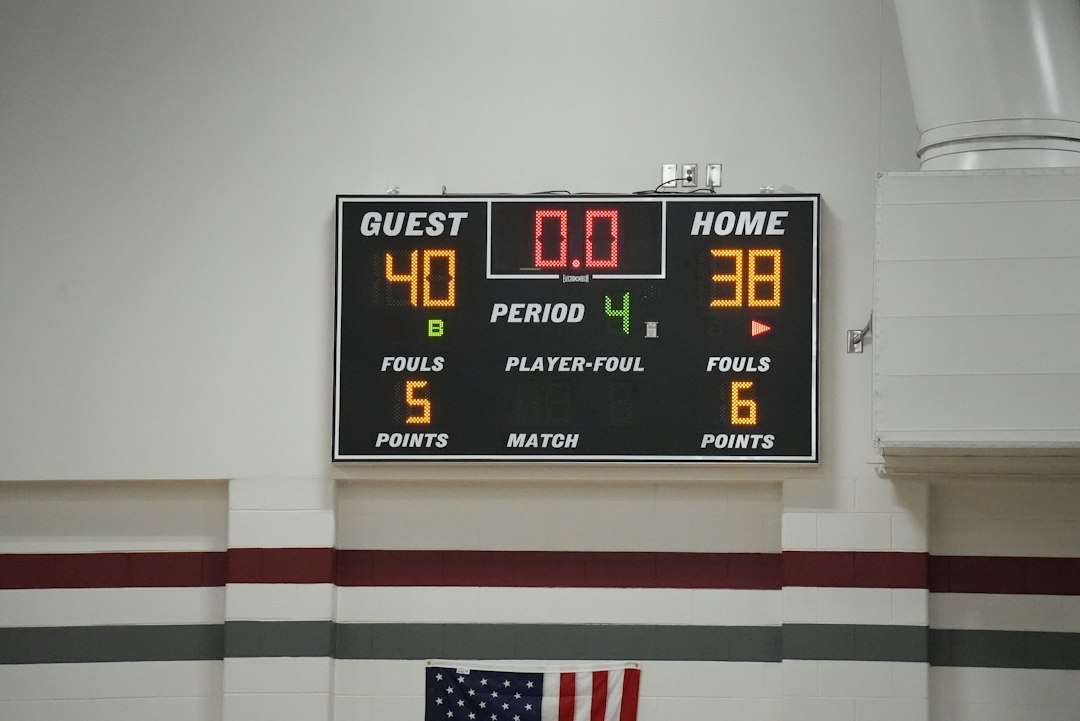 GUEST 0.0 HOME
40 38
PERIOD 4
B
FOULS PLAYER-FOUL FOULS
5 6
POINTS MATCH POINTS